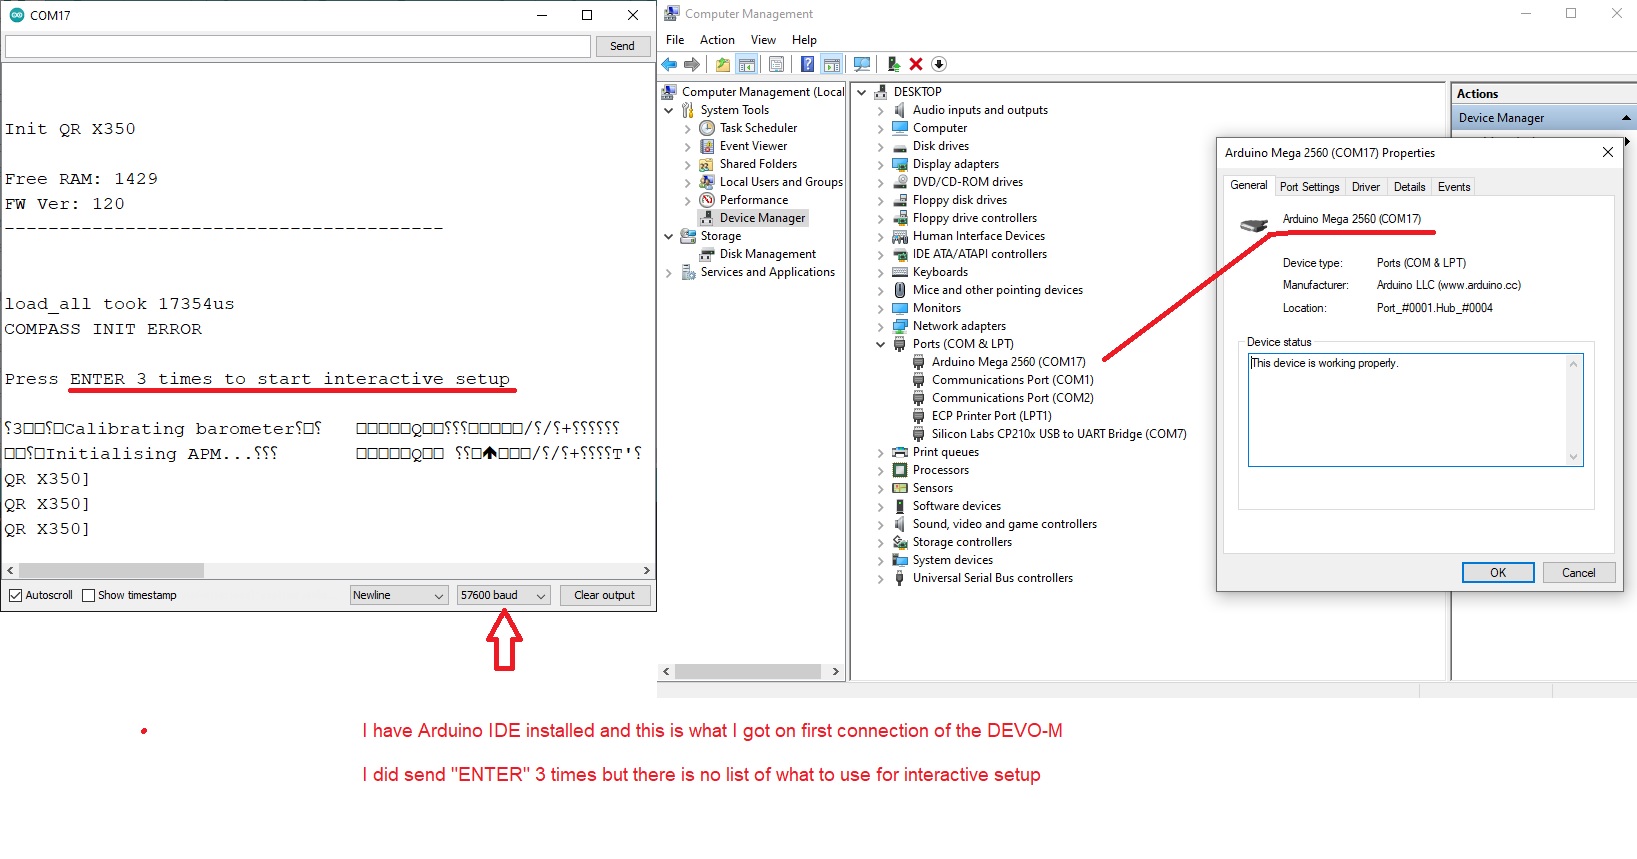 COM17
Send
Init QR X350
Free RAM: 1429
FW Ver: 120
----------------------------------------
load_all took 17354us
COMPASS INIT ERROR
Press ENTER 3 times to start interactive setup
Calibrating barometer
Initialising APM...
QR X350]
QR X350]
QR X350]
Autoscroll
Show timestamp
Newline
57600 baud
Clear output
Computer Management
File Action View Help
Computer Management (Local
System Tools
Task Scheduler
Event Viewer
Shared Folders
Local Users and Groups
Performance
Device Manager
Storage
Disk Management
Services and Applications
DESKTOP
Audio inputs and outputs
Computer
Disk drives
Display adapters
DVD/CD-ROM drives
Floppy disk drives
Floppy drive controllers
Human Interface Devices
IDE ATA/ATAPI controllers
Keyboards
Mice and other pointing devices
Monitors
Network adapters
Ports (COM & LPT)
Arduino Mega 2560 (COM17)
Communications Port (COM1)
Communications Port (COM2)
ECP Printer Port (LPT1)
Silicon Labs CP210x USB to UART Bridge (COM7)
Print queues
Processors
Sensors
Software devices
Sound, video and game controllers
Storage controllers
System devices
Universal Serial Bus controllers
Actions
Device Manager
Arduino Mega 2560 (COM17) Properties
General Port Settings Driver Details Events
Arduino Mega 2560 (COM17)
Device type: Ports (COM & LPT)
Manufacturer: Arduino LLC (www.arduino.cc)
Location: Port_#0001.Hub_#0004
Device status
This device is working properly.
OK Cancel
I have Arduino IDE installed and this is what I got on first connection of the DEVO-M
I did send "ENTER" 3 times but there is no list of what to use for interactive setup